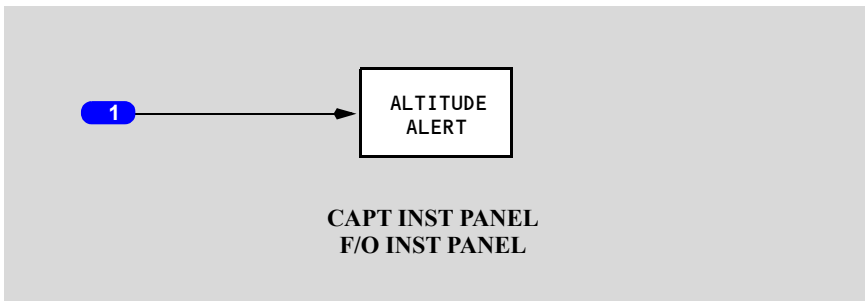 1
ALTITUDE
ALERT
CAPT INST PANEL
F/O INST PANEL